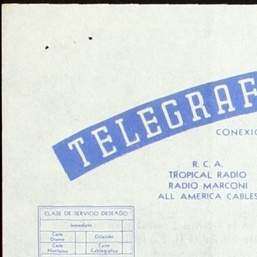 TELEGRAF
CONEXIO
R. C. A.
TROPICAL RADIO
RADIO MARCONI
ALL AMERICA CABLES
CLASE DE SERVICIO DESEADO
Inmediato
Carta Diurna
Diferido
Carta Nocturna
Carta Cablegráfica